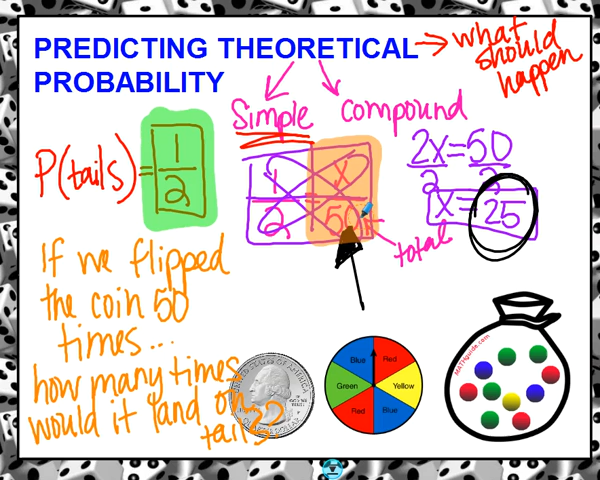 PREDICTING THEORETICAL → what should happen
PROBABILITY
Simple compound
P(tails) = 1/2
1/2 = x/50
total
2x = 50
2 2
x = 25
If we flipped
the coin 50
times...
how many times
would it land on
tails?
Blue Red
Green Yellow
Red Blue
MATHguide.com